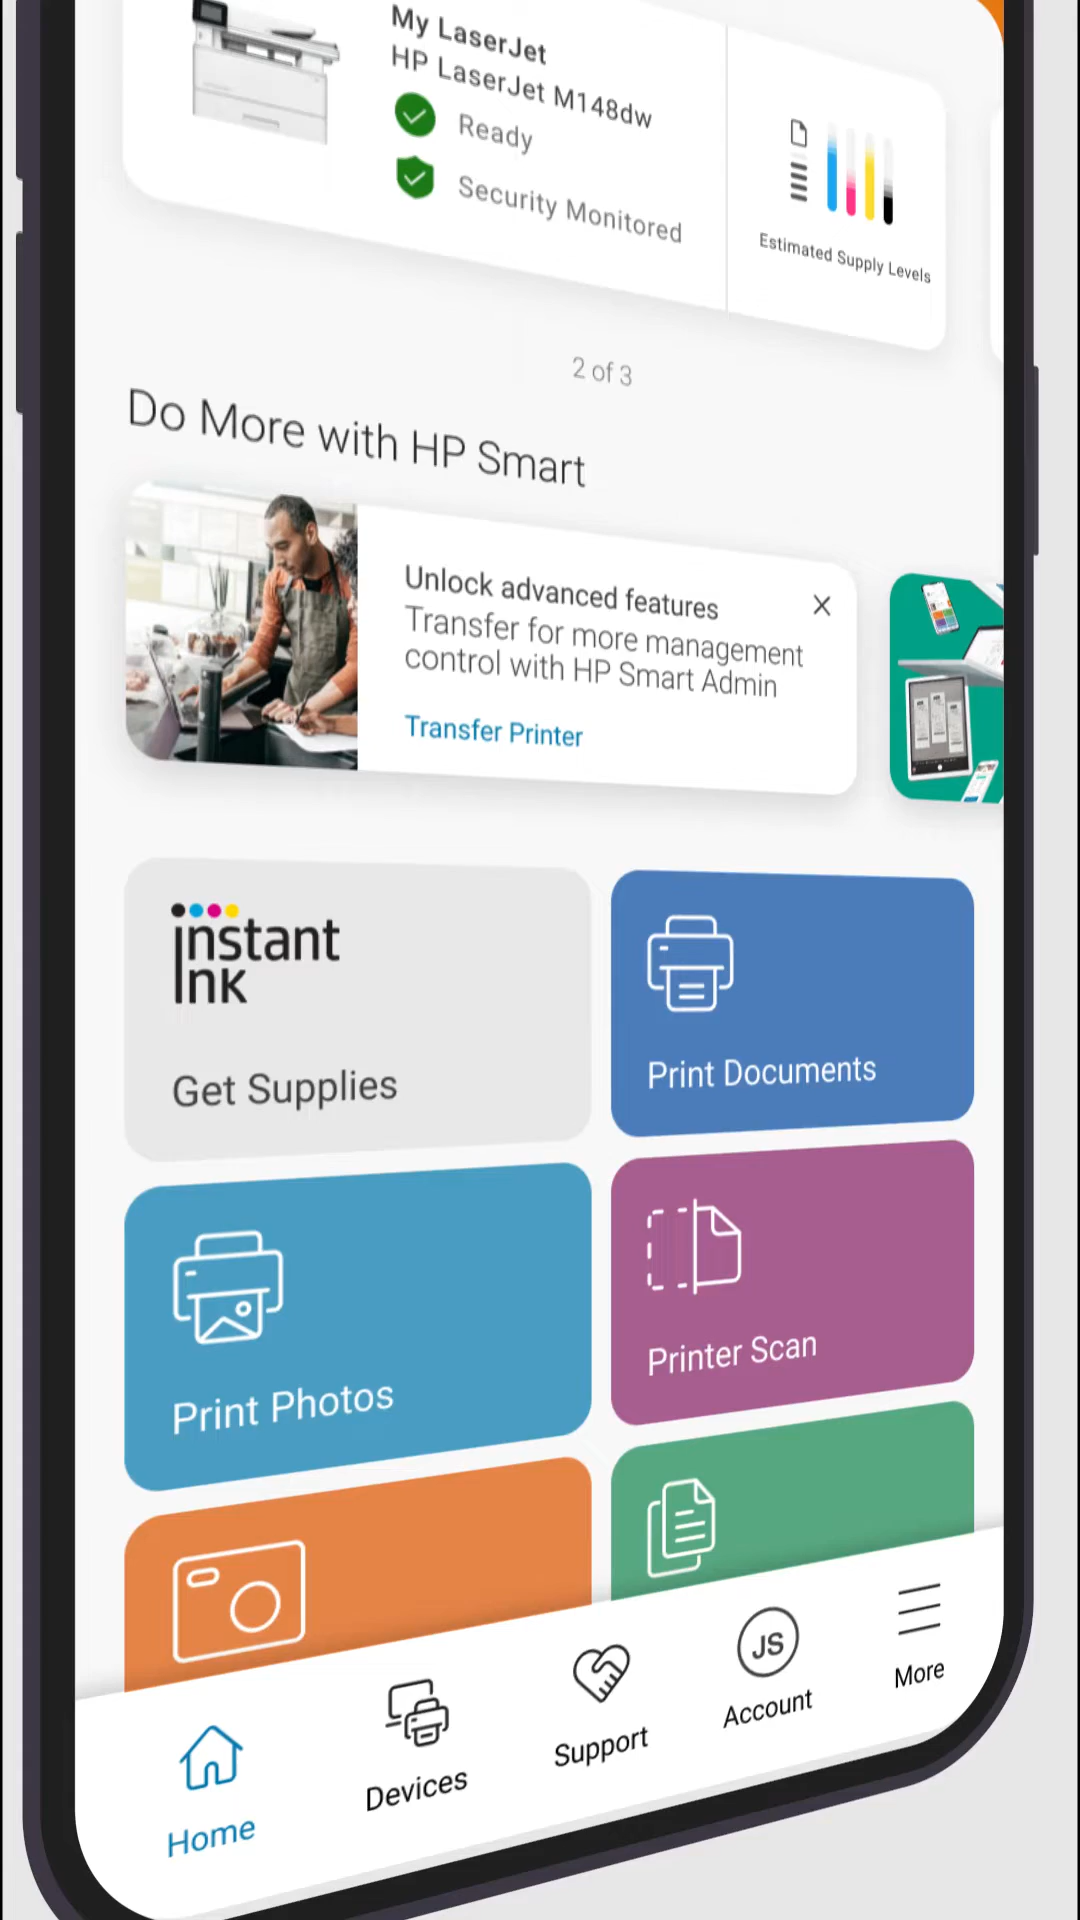 My LaserJet
HP LaserJet M148dw
Ready
Security Monitored
Estimated Supply Levels
2 of 3
Do More with HP Smart
Unlock advanced features
Transfer for more management
control with HP Smart Admin
Transfer Printer
instant
Ink
Get Supplies
Print Documents
Print Photos
Printer Scan
Home
Devices
Support
JS
Account
More